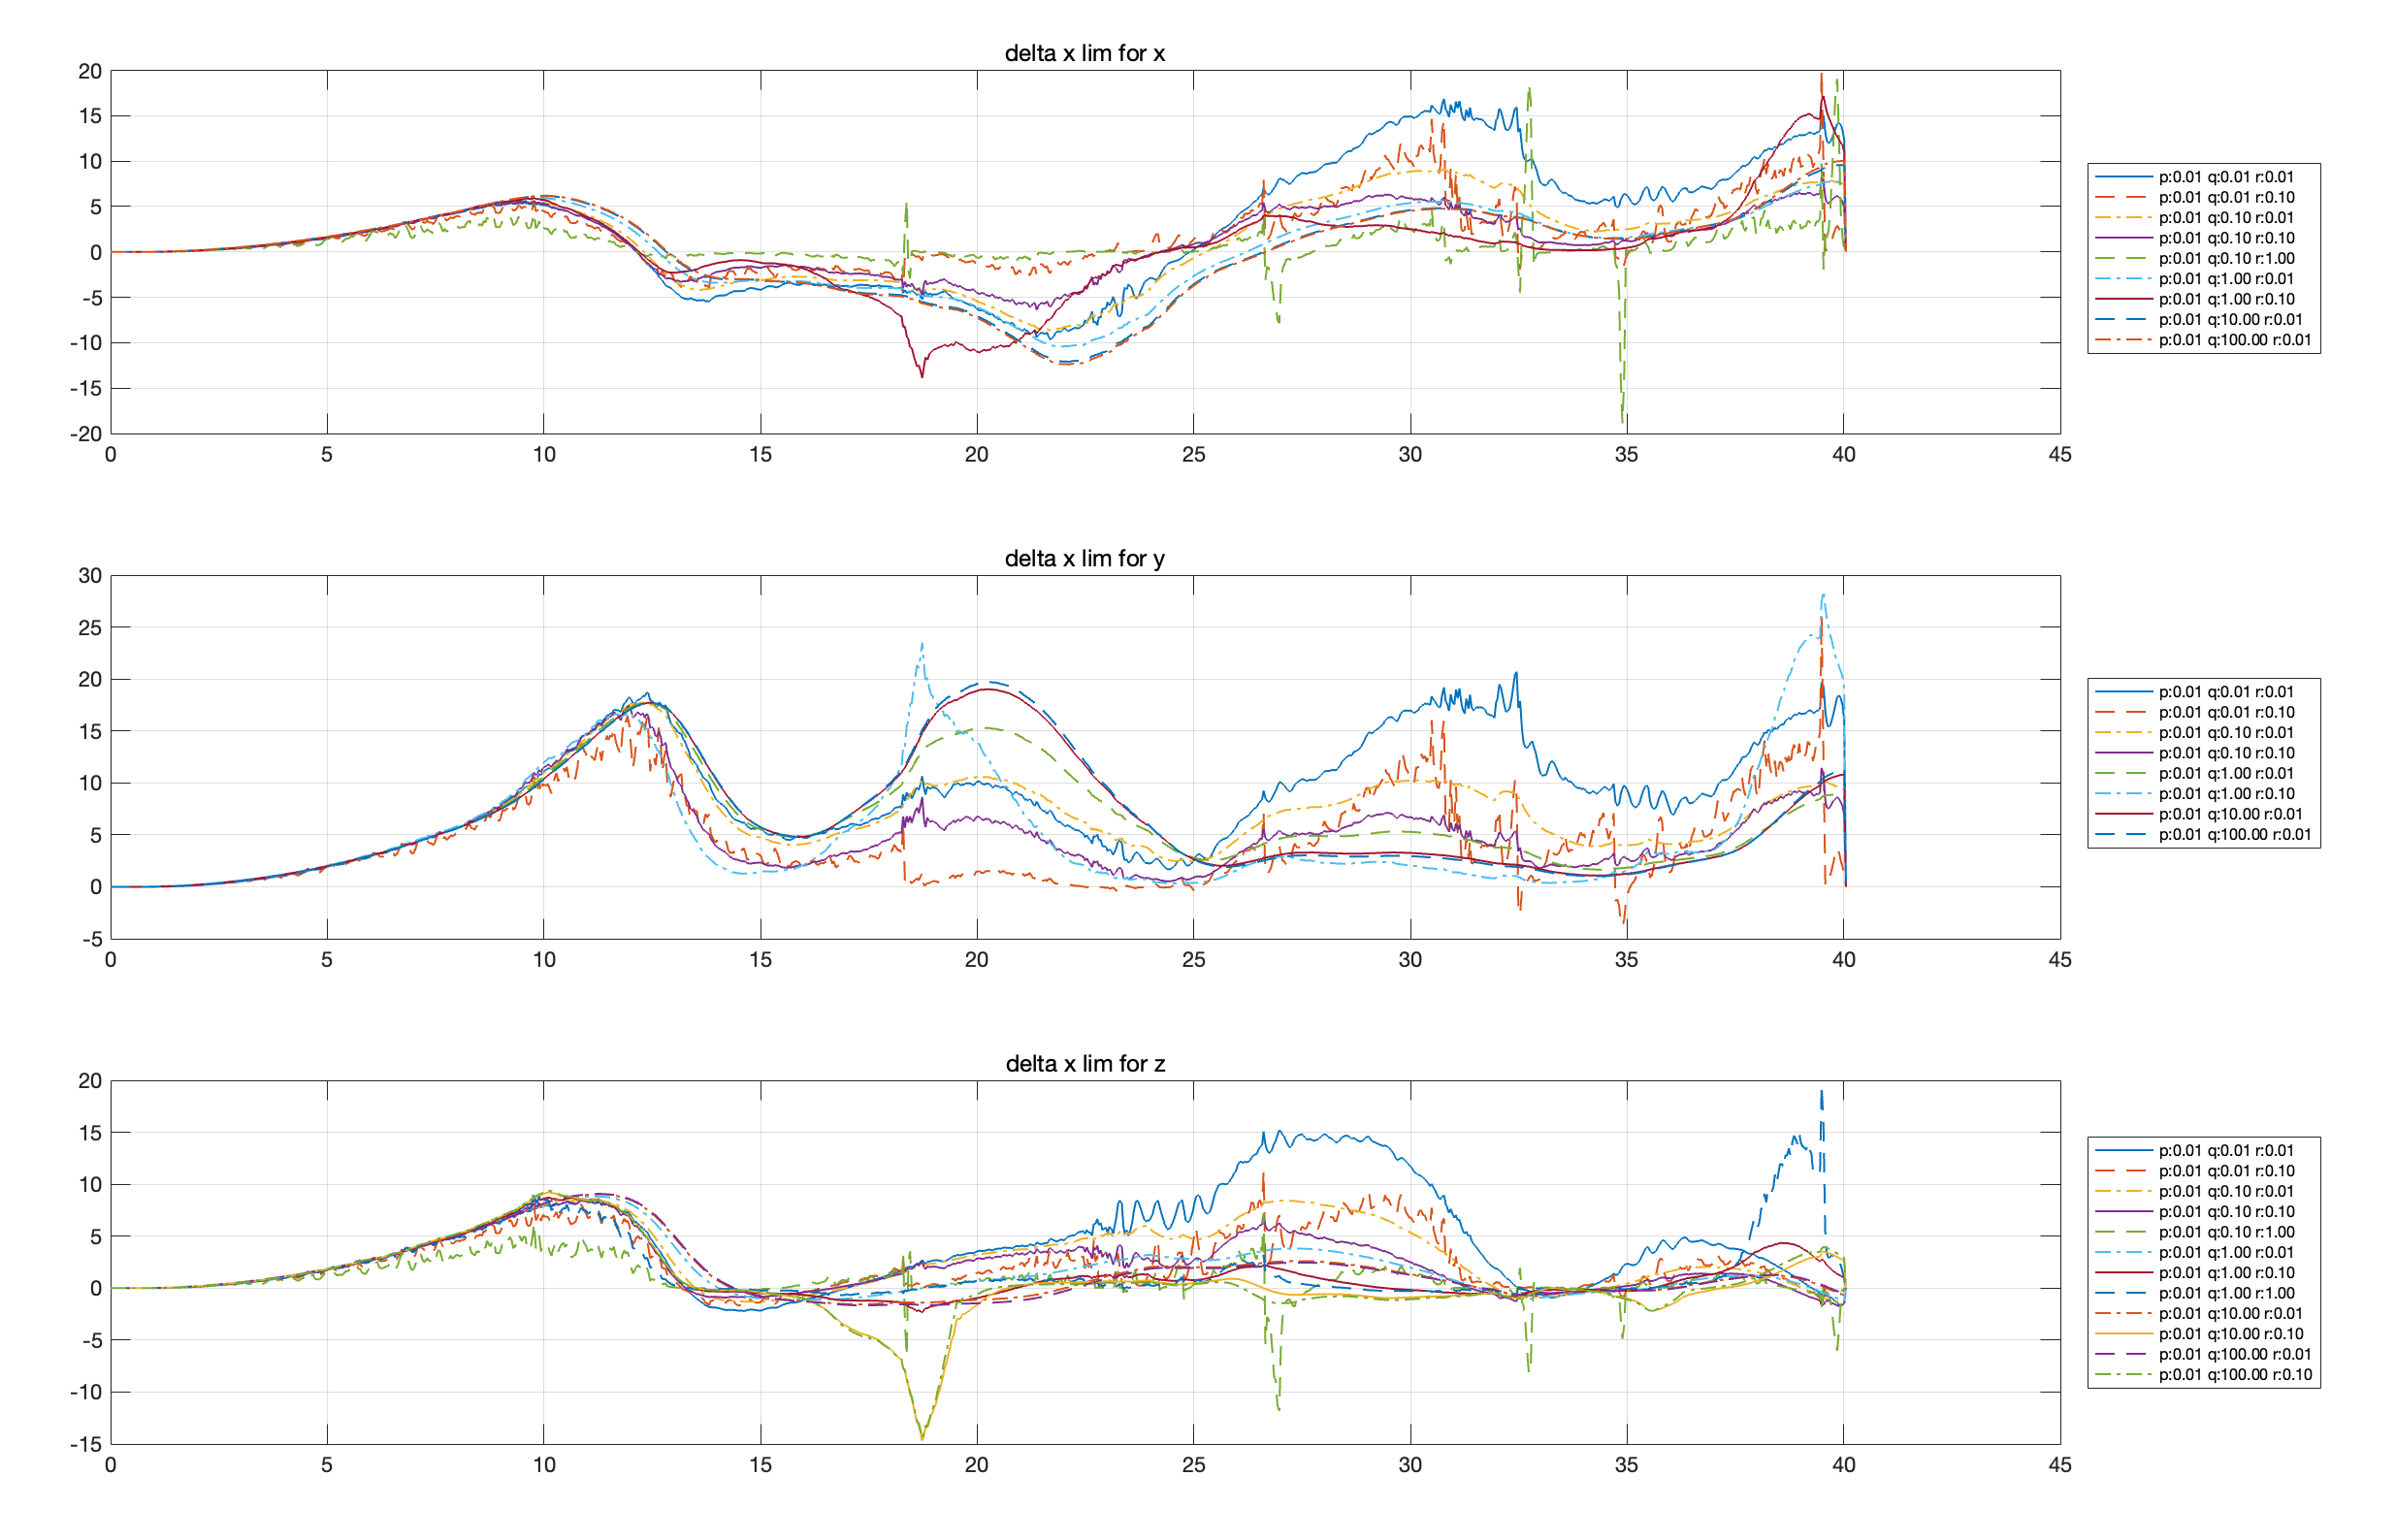 delta x lim for x
20
15
10
5
0
-5
-10
-15
-20
0 5 10 15 20 25 30 35 40 45
p:0.01 q:0.01 r:0.01
p:0.01 q:0.01 r:0.10
p:0.01 q:0.10 r:0.01
p:0.01 q:0.10 r:0.10
p:0.01 q:0.10 r:1.00
p:0.01 q:1.00 r:0.01
p:0.01 q:1.00 r:0.10
p:0.01 q:10.00 r:0.01
p:0.01 q:100.00 r:0.01
delta x lim for y
30
25
20
15
10
5
0
-5
0 5 10 15 20 25 30 35 40 45
p:0.01 q:0.01 r:0.01
p:0.01 q:0.01 r:0.10
p:0.01 q:0.10 r:0.01
p:0.01 q:0.10 r:0.10
p:0.01 q:1.00 r:0.01
p:0.01 q:1.00 r:0.10
p:0.01 q:10.00 r:0.01
p:0.01 q:100.00 r:0.01
delta x lim for z
20
15
10
5
0
-5
-10
-15
0 5 10 15 20 25 30 35 40 45
p:0.01 q:0.01 r:0.01
p:0.01 q:0.01 r:0.10
p:0.01 q:0.10 r:0.01
p:0.01 q:0.10 r:0.10
p:0.01 q:0.10 r:1.00
p:0.01 q:1.00 r:0.01
p:0.01 q:1.00 r:0.10
p:0.01 q:1.00 r:1.00
p:0.01 q:10.00 r:0.01
p:0.01 q:10.00 r:0.10
p:0.01 q:100.00 r:0.01
p:0.01 q:100.00 r:0.10